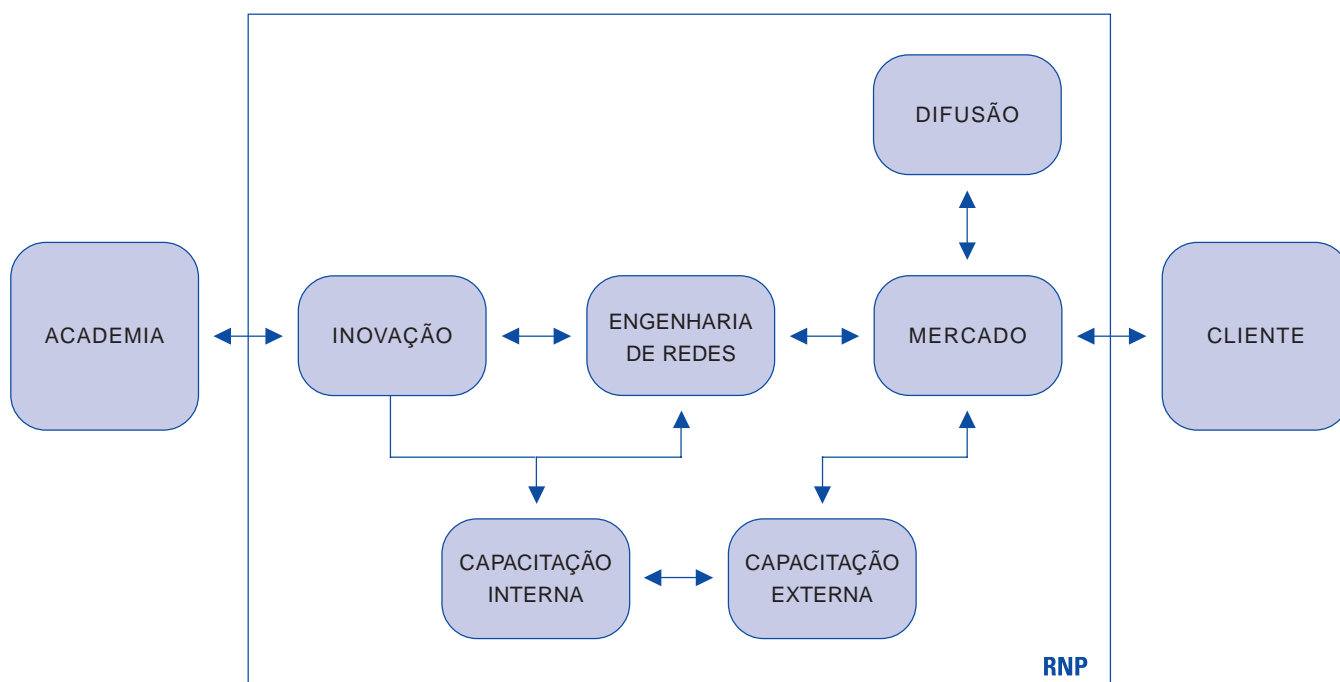 DIFUSÃO
ACADEMIA
INOVAÇÃO
ENGENHARIA
DE REDES
MERCADO
CLIENTE
CAPACITAÇÃO
INTERNA
CAPACITAÇÃO
EXTERNA
RNP